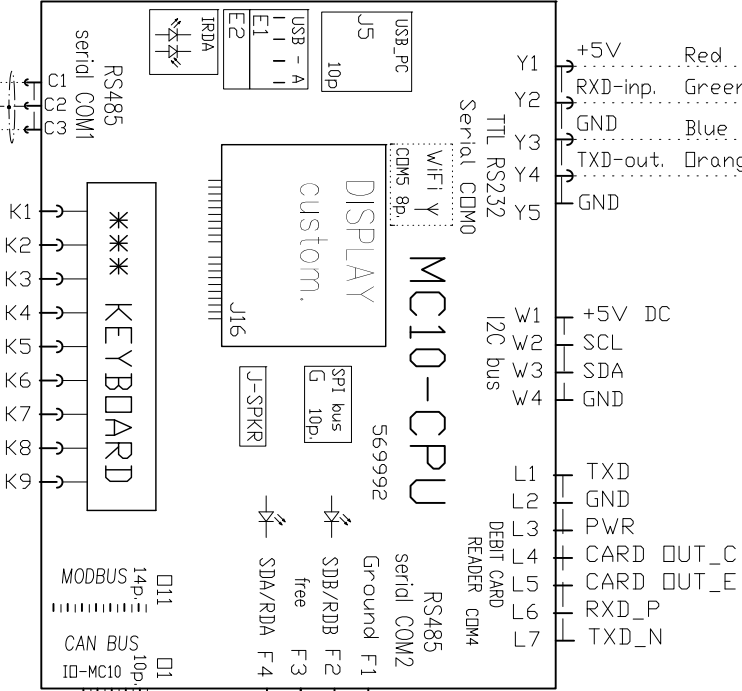 IRDA
USB - A
E1
E2
USB_PC
J5
10p
RS485
serial COM1
C1
C2
C3
Y1 +5V Red
Y2 RXD-inp. Green
Y3 GND Blue
Y4 TXD-out. Orang
Y5 GND
TTL RS232
Serial COM0
WiFi
COM5 8p.
DISPLAY
custom.
J16
K1
K2
K3
K4
K5
K6
K7
K8
K9
*** KEYBOARD
MC10-CPU
569992
W1 +5V DC
W2 SCL
W3 SDA
W4 GND
I2C bus
J-SPKR
SPI bus
G 10p.
L1 TXD
L2 GND
L3 PWR
L4 CARD OUT_C
L5 CARD OUT_E
L6 RXD_P
L7 TXD_N
DEBIT CARD
READER COM4
RS485
serial COM2
Ground F1
SDB/RDB F2
free F3
SDA/RDA F4
MODBUS 14p. O11
CAN BUS
IO-MC10 10p. O1